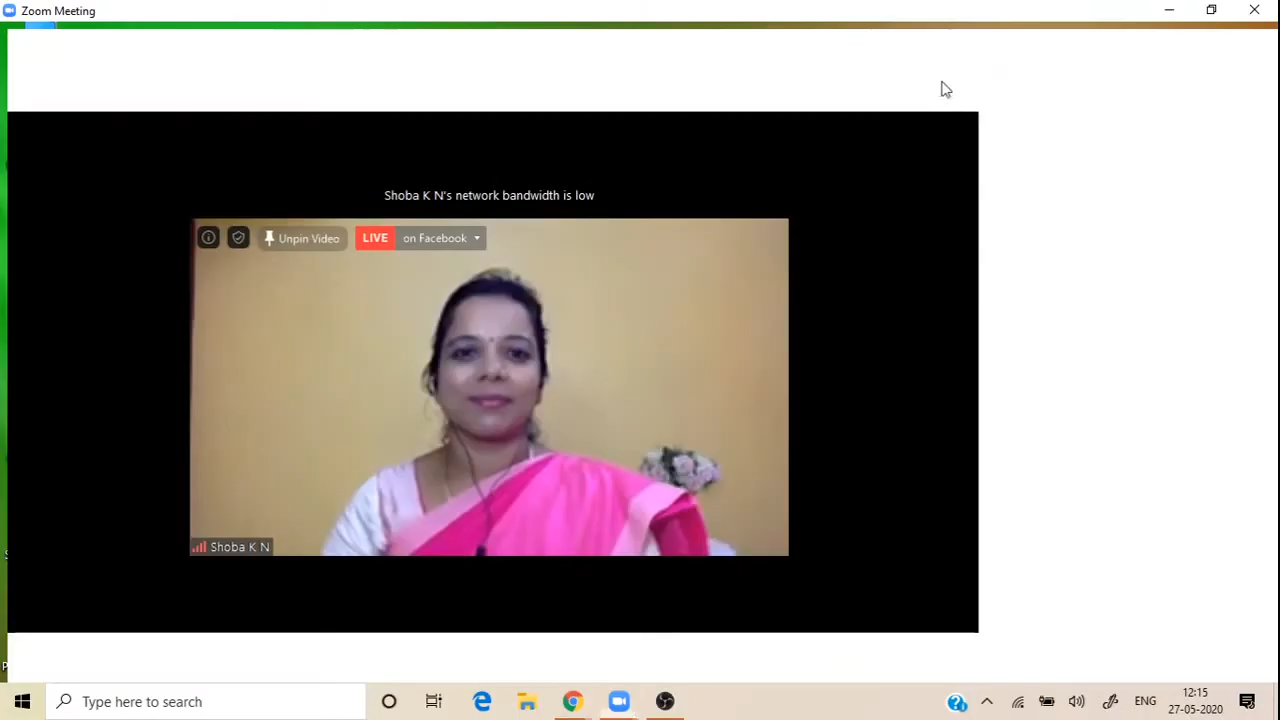 Zoom Meeting
Shoba K N's network bandwidth is low
Unpin Video LIVE on Facebook
Shoba K N
Type here to search
ENG
12:15
27-05-2020